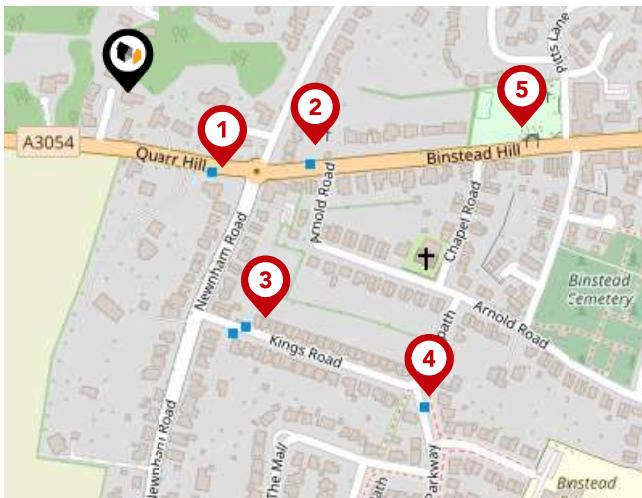 Pitts Lane
5
2
1
A3054
Quarr Hill
Binstead Hill
Arnold Road
Chapel Road
Newnham Road
Binstead
Cemetery
3
Arnold Road
path
Kings Road
4
Newnham Road
The Mall
Path
Parkway
Binstead